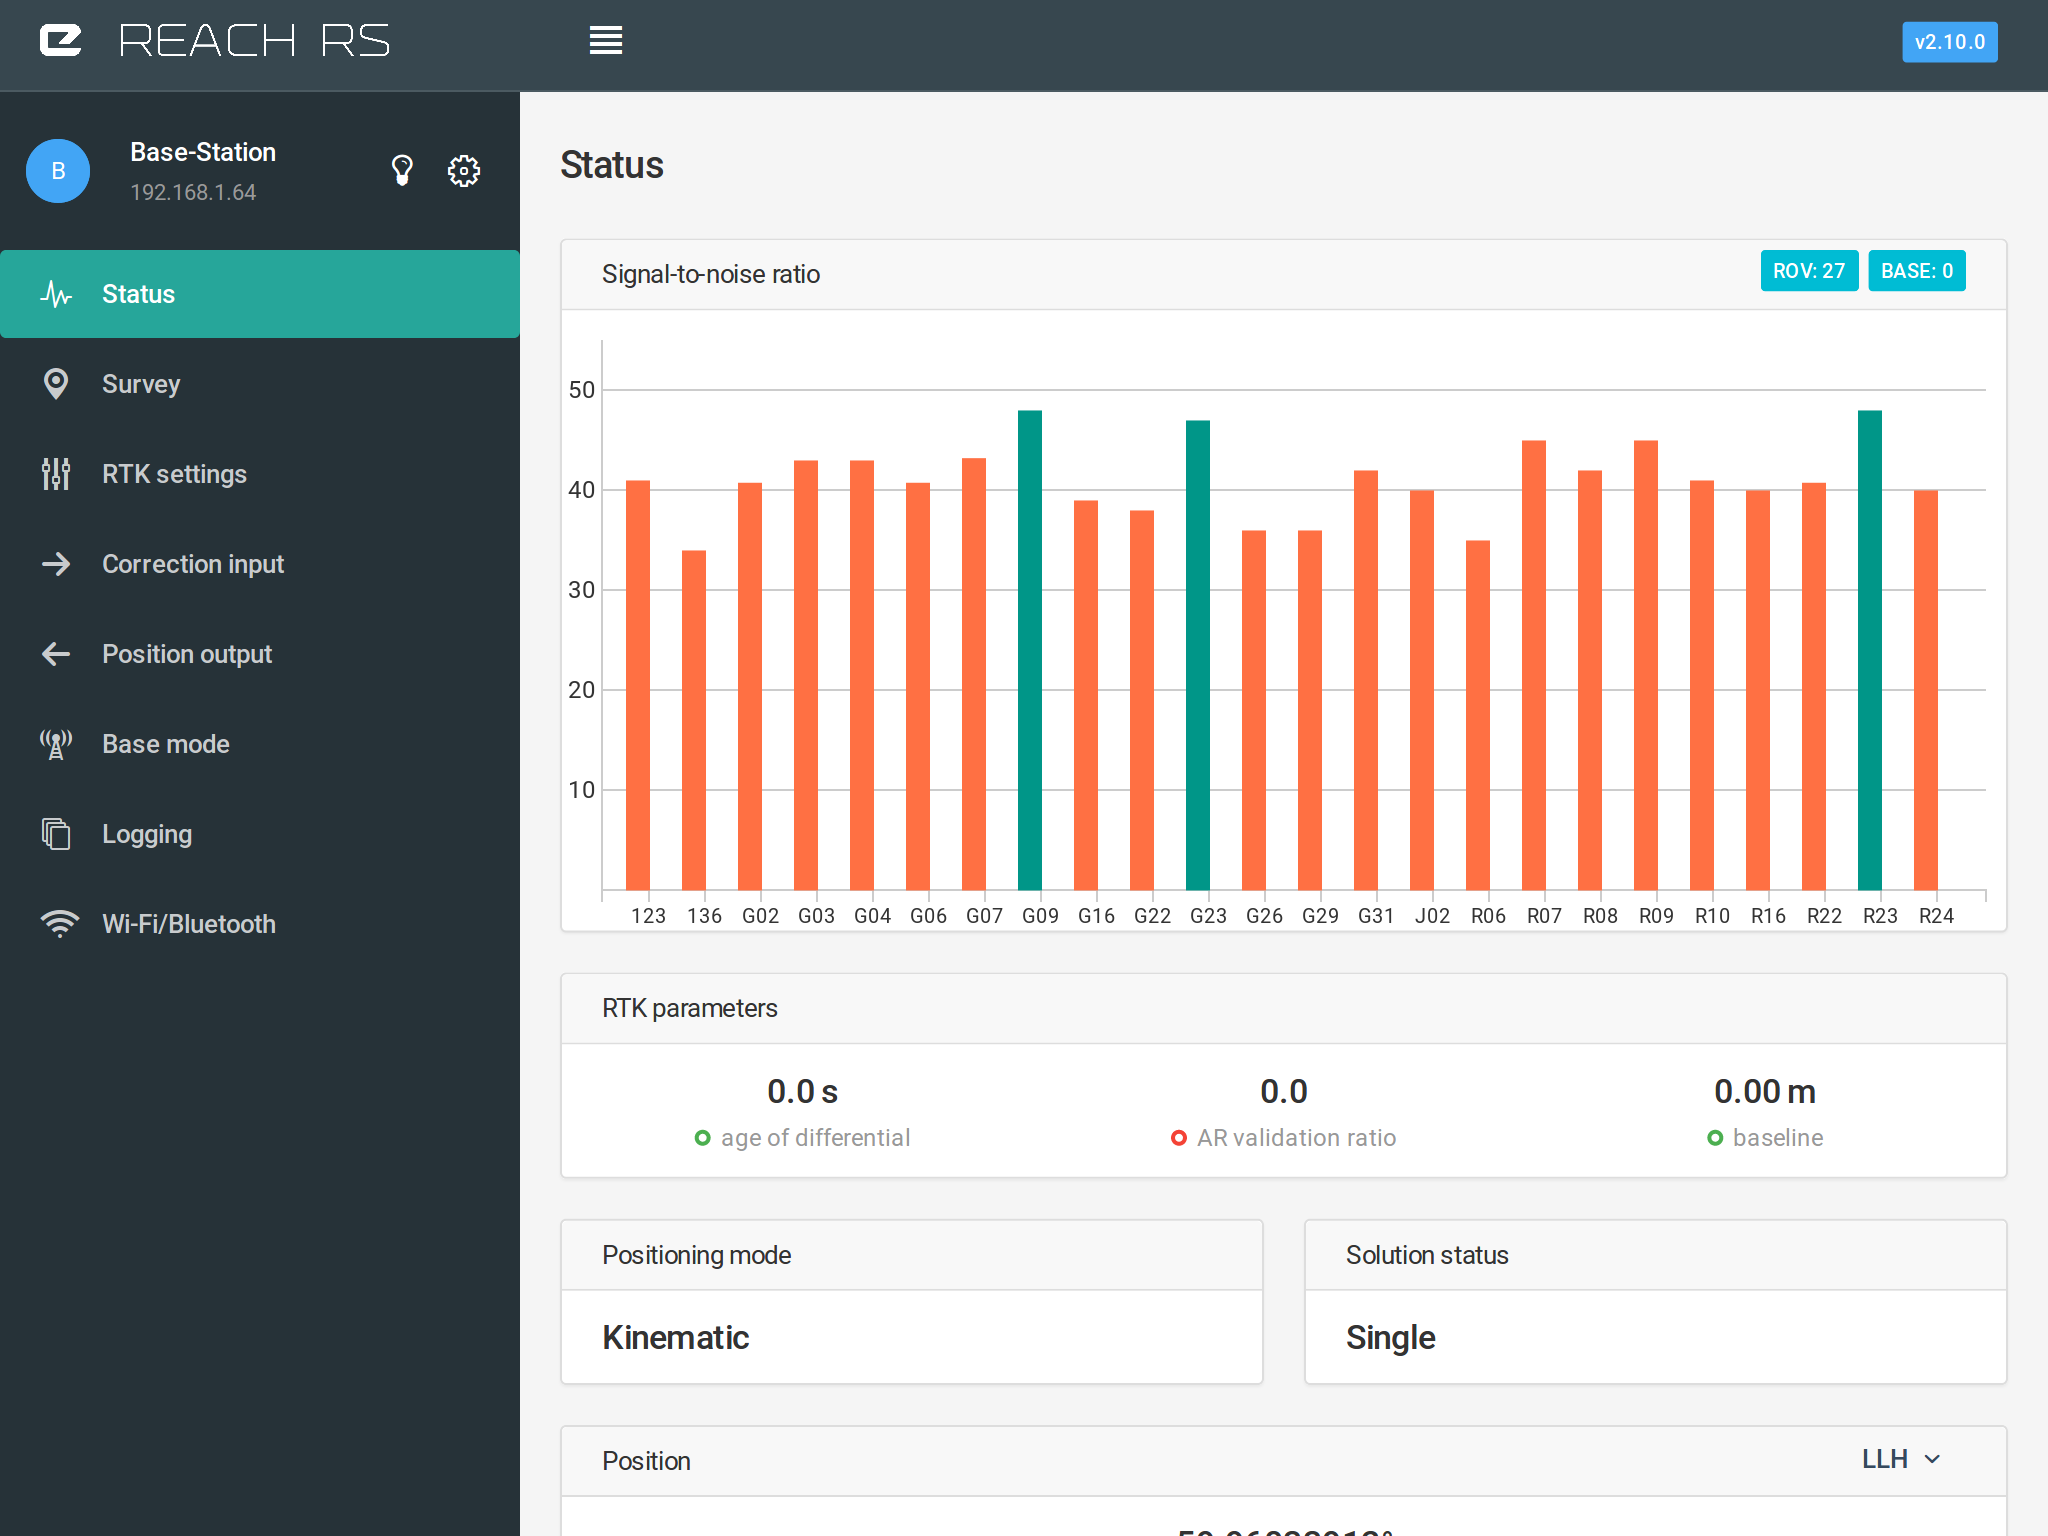 REACH RS
v2.10.0
B
Base-Station
192.168.1.64
Status
Survey
RTK settings
Correction input
Position output
Base mode
Logging
Wi-Fi/Bluetooth
Status
Signal-to-noise ratio
ROV: 27 BASE: 0
50
40
30
20
10
123 136 G02 G03 G04 G06 G07 G09 G16 G22 G23 G26 G29 G31 J02 R06 R07 R08 R09 R10 R16 R22 R23 R24
RTK parameters
0.0 s 0.0 0.00 m
age of differential AR validation ratio baseline
Positioning mode
Kinematic
Solution status
Single
Position
LLH